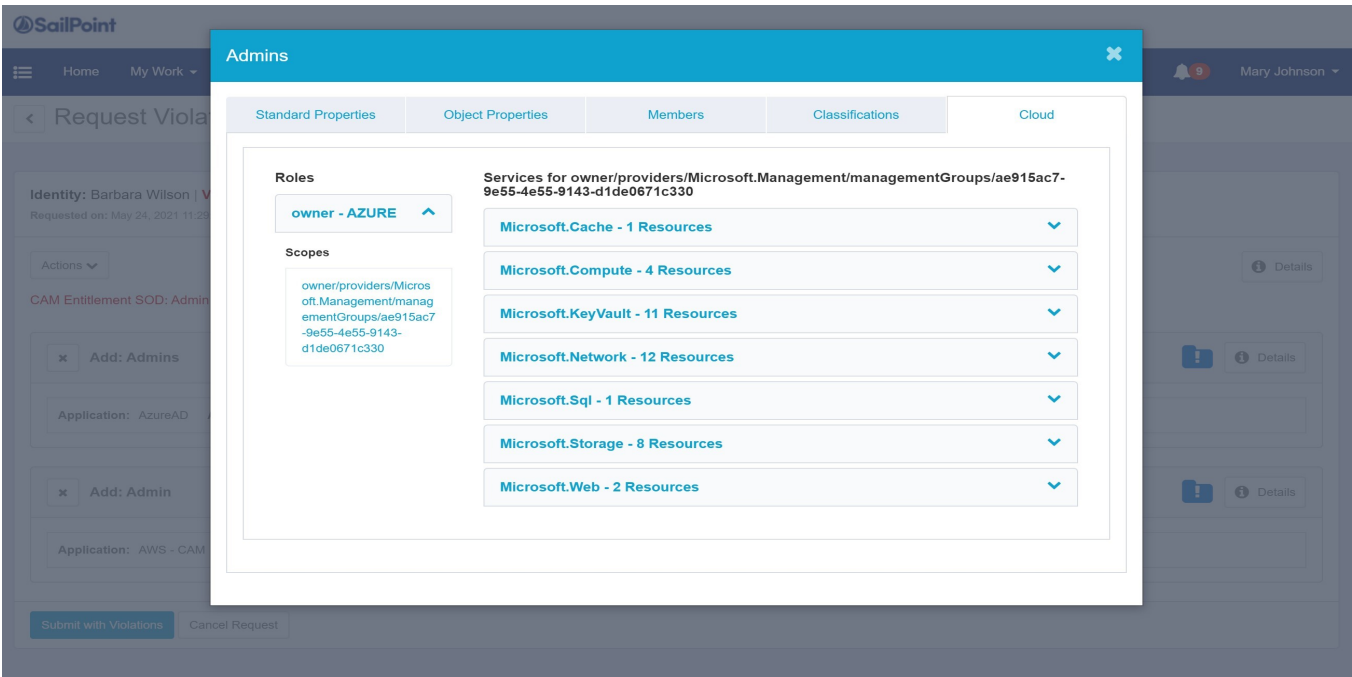 SailPoint
Home My Work
9 Mary Johnson
Request Viola
Admins
Standard Properties Object Properties Members Classifications Cloud
Identity: Barbara Wilson | V
Requested on: May 24, 2021 11:29
Actions
Details
CAM Entitlement SOD: Admin
Add: Admins
Details
Application: AzureAD
Add: Admin
Details
Application: AWS - CAM
Submit with Violations Cancel Request
Roles
owner - AZURE
Scopes
owner/providers/Micros
oft.Management/manag
ementGroups/ae915ac7
-9e55-4e55-9143-
d1de0671c330
Services for owner/providers/Microsoft.Management/managementGroups/ae915ac7-
9e55-4e55-9143-d1de0671c330
Microsoft.Cache - 1 Resources
Microsoft.Compute - 4 Resources
Microsoft.KeyVault - 11 Resources
Microsoft.Network - 12 Resources
Microsoft.Sql - 1 Resources
Microsoft.Storage - 8 Resources
Microsoft.Web - 2 Resources